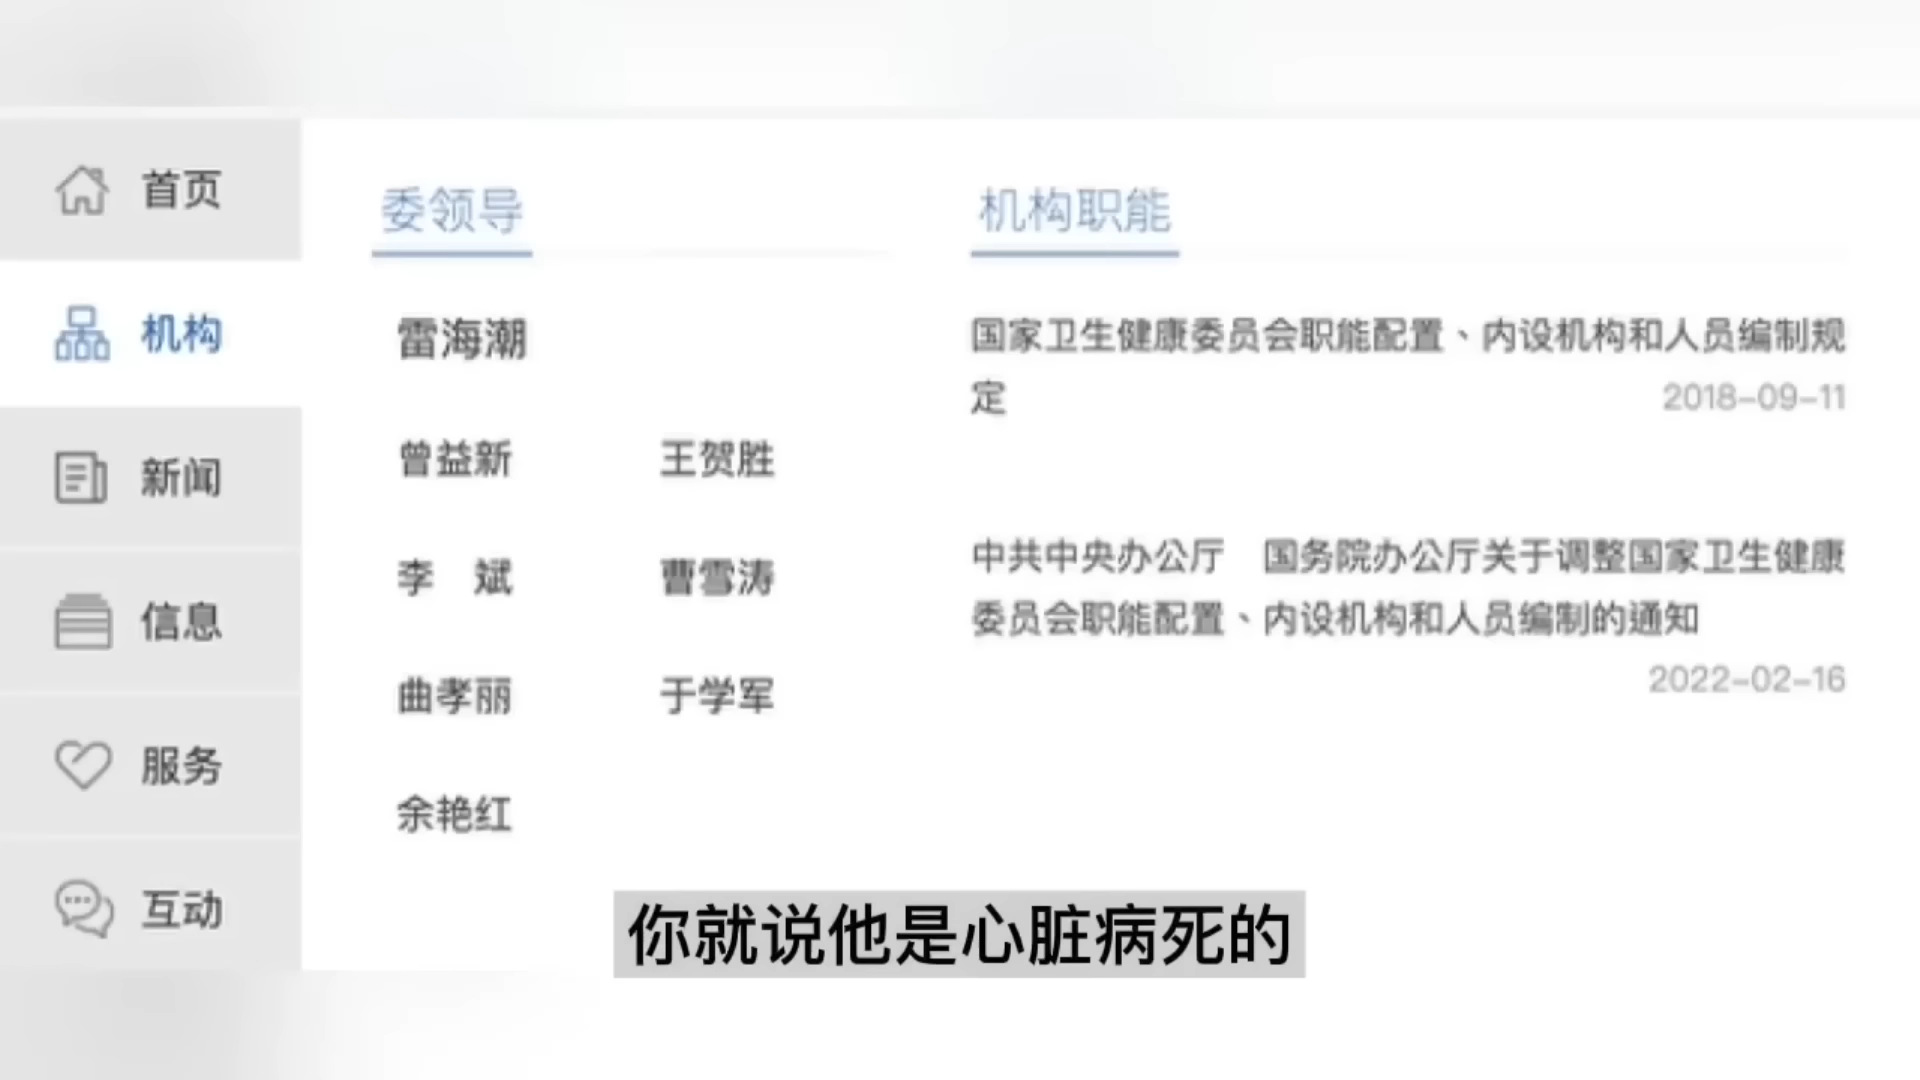 首页
机构
新闻
信息
服务
互动
委领导
雷海潮
曾益新 王贺胜
李 斌 曹雪涛
曲孝丽 于学军
余艳红
机构职能
国家卫生健康委员会职能配置、内设机构和人员编制规
定 2018-09-11
中共中央办公厅 国务院办公厅关于调整国家卫生健康
委员会职能配置、内设机构和人员编制的通知
2022-02-16
你就说他是心脏病死的